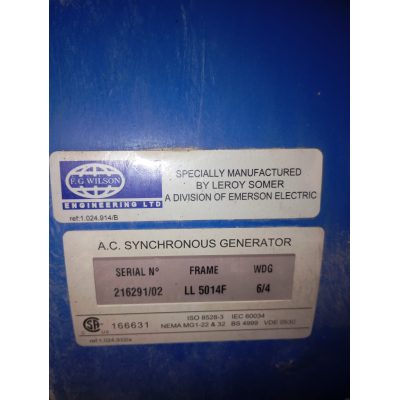 F.G WILSON
ENGINEERING LTD
SPECIALLY MANUFACTURED
BY LEROY SOMER
A DIVISION OF EMERSON ELECTRIC
ref:1.024.914/B
A.C. SYNCHRONOUS GENERATOR
SERIAL Nº FRAME WDG
216291/02 LL 5014F 6/4
166631
ISO 8528-3 IEC 60034
NEMA MG1-22 & 32 BS 4999 VDE 0530